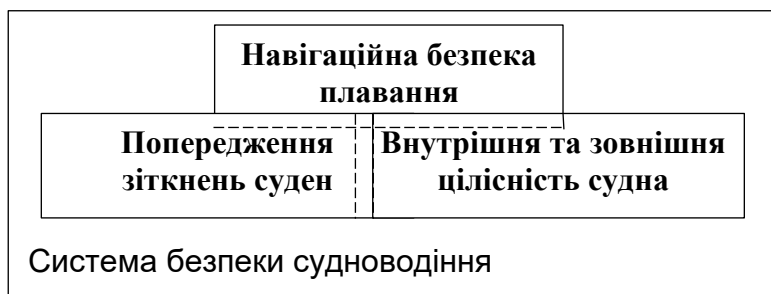 Навігаційна безпека
плавання
Попередження
зіткнень суден
Внутрішня та зовнішня
цілісність судна
Система безпеки судноводіння